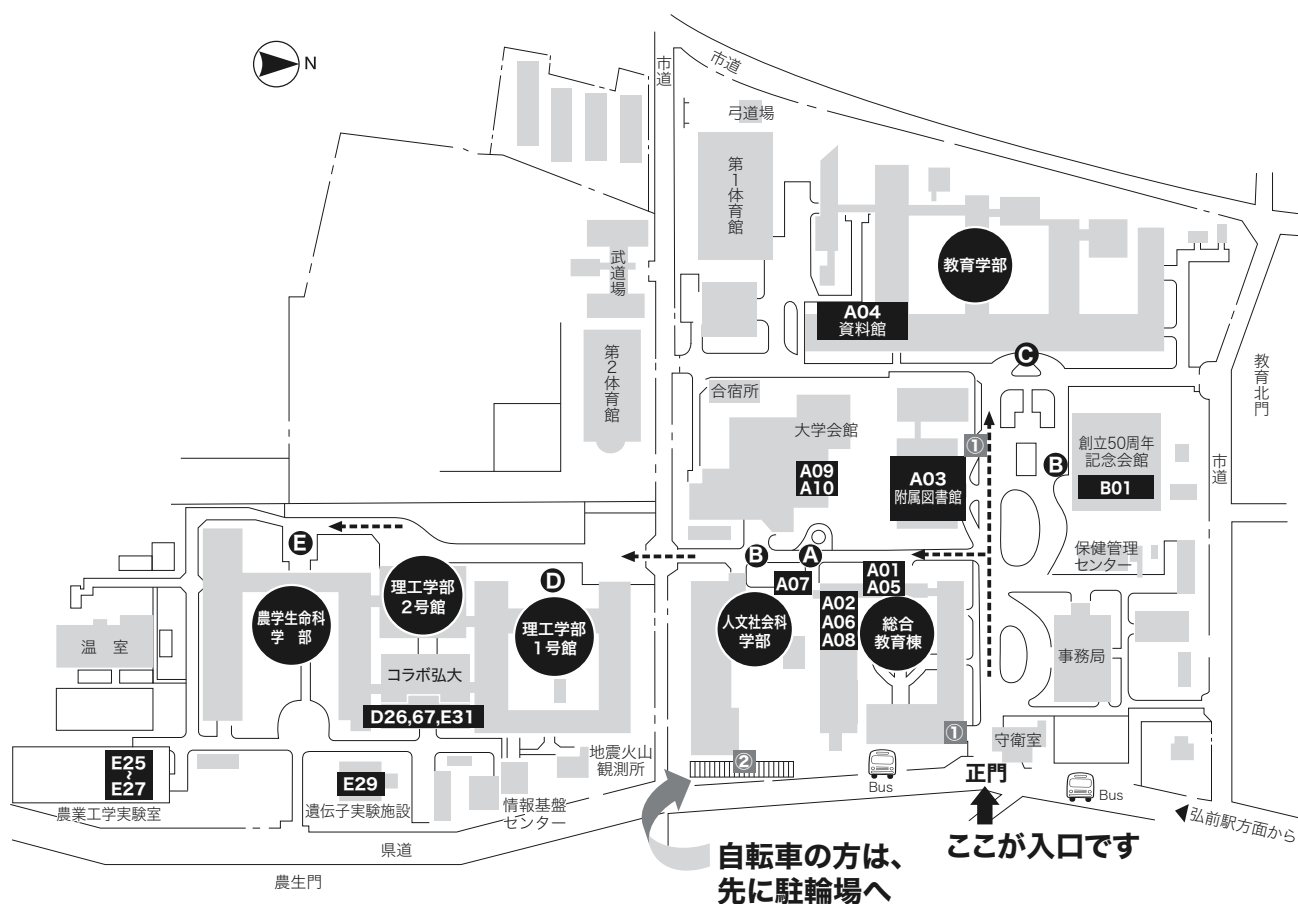 N
市道
市道
弓道場
第1体育館
武道場
教育学部
A04
資料館
C
第2体育館
合宿所
大学会館
A09
A10
①
A03
附属図書館
創立50周年
記念会館
B
B01
教育北門
市道
E
B
A
D
保健管理
センター
A01
A05
A07
理工学部
2号館
農学生命科
学部
理工学部
1号館
人文社会科
学部
A02
A06
A08
総合
教育棟
温室
コラボ弘大
事務局
D26,67,E31
①
守衛室
地震火山
観測所
②
正門
E25
~
E27
E29
Bus
Bus
農業工学実験室
遺伝子実験施設
情報基盤
センター
弘前駅方面から
県道
ここが入口です
自転車の方は、
先に駐輪場へ
農生門